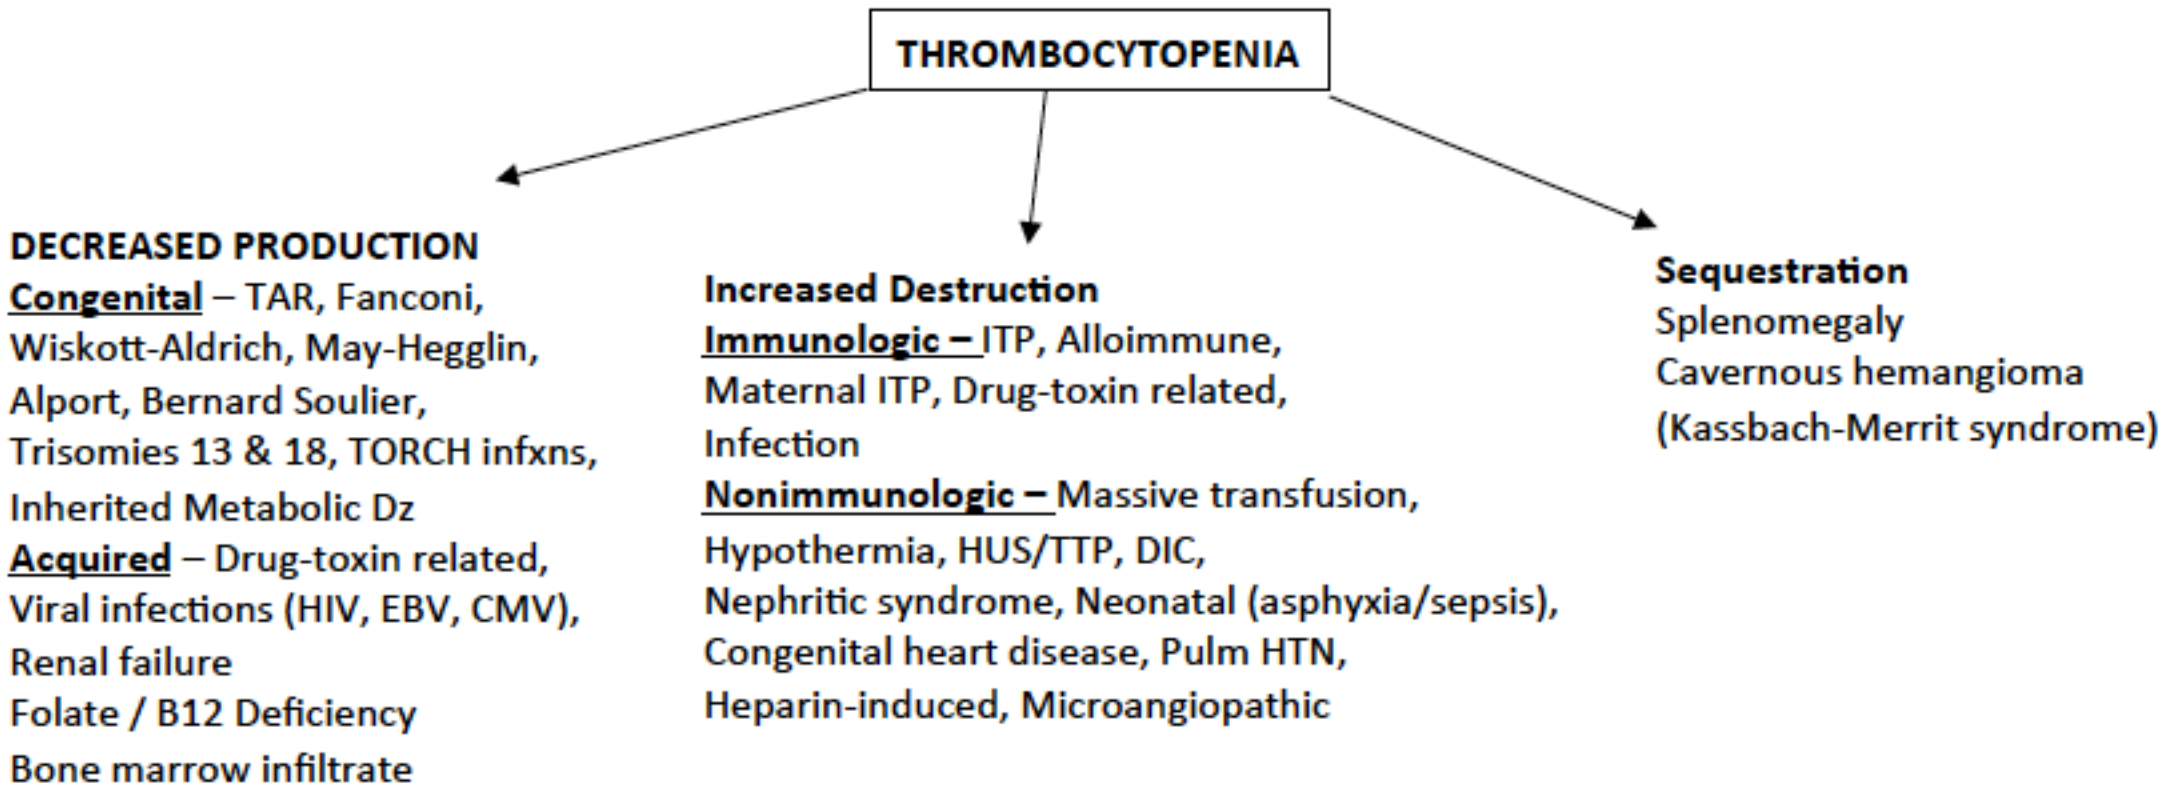 THROMBOCYTOPENIA
DECREASED PRODUCTION
Congenital – TAR, Fanconi,
Wiskott-Aldrich, May-Hegglin,
Alport, Bernard Soulier,
Trisomies 13 & 18, TORCH infxns,
Inherited Metabolic Dz
Acquired – Drug-toxin related,
Viral infections (HIV, EBV, CMV),
Renal failure
Folate / B12 Deficiency
Bone marrow infiltrate
Increased Destruction
Immunologic – ITP, Alloimmune,
Maternal ITP, Drug-toxin related,
Infection
Nonimmunologic – Massive transfusion,
Hypothermia, HUS/TTP, DIC,
Nephritic syndrome, Neonatal (asphyxia/sepsis),
Congenital heart disease, Pulm HTN,
Heparin-induced, Microangiopathic
Sequestration
Splenomegaly
Cavernous hemangioma
(Kassbach-Merrit syndrome)